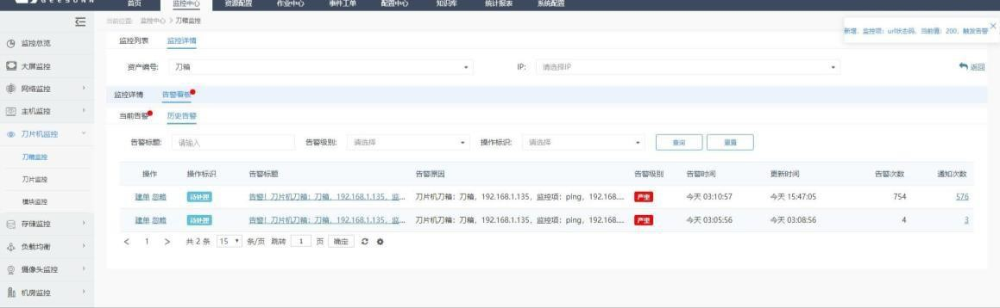 GEESUNN
首页 监控中心 资源配置 作业中心 事件工单 配置中心 知识库 统计报表 系统配置
当前位置: 监控中心 > 刀箱监控
新增，监控项：url状态码，当前值：200，触发告警
监控总览
大屏监控
网络监控
主机监控
刀片机监控
刀箱监控
刀片监控
模块监控
存储监控
负载均衡
摄像头监控
机房监控
监控列表 监控详情
资产编号: 刀箱 IP: 请选择IP 返回
监控详情 告警看板
当前告警 历史告警
告警标题: 请输入 告警级别: 请选择 操作标识: 请选择 查询 重置
操作 操作标识 告警标题 告警原因 告警级别 告警时间 更新时间 告警次数 通知次数
建单 忽略 待处理 告警！刀片机刀箱：刀箱，192.168.1.135，监... 刀片机刀箱：刀箱，192.168.1.135，监控项：ping，192.168.... 严重 今天 03:10:57 今天 15:47:05 754 576
建单 忽略 待处理 告警！刀片机刀箱：刀箱，192.168.1.135，监... 刀片机刀箱：刀箱，192.168.1.135，监控项：ping，192.168.... 严重 今天 03:05:56 今天 03:08:56 4 3
< 1 > 共 2 条 15 条/页 跳转 1 页 确定